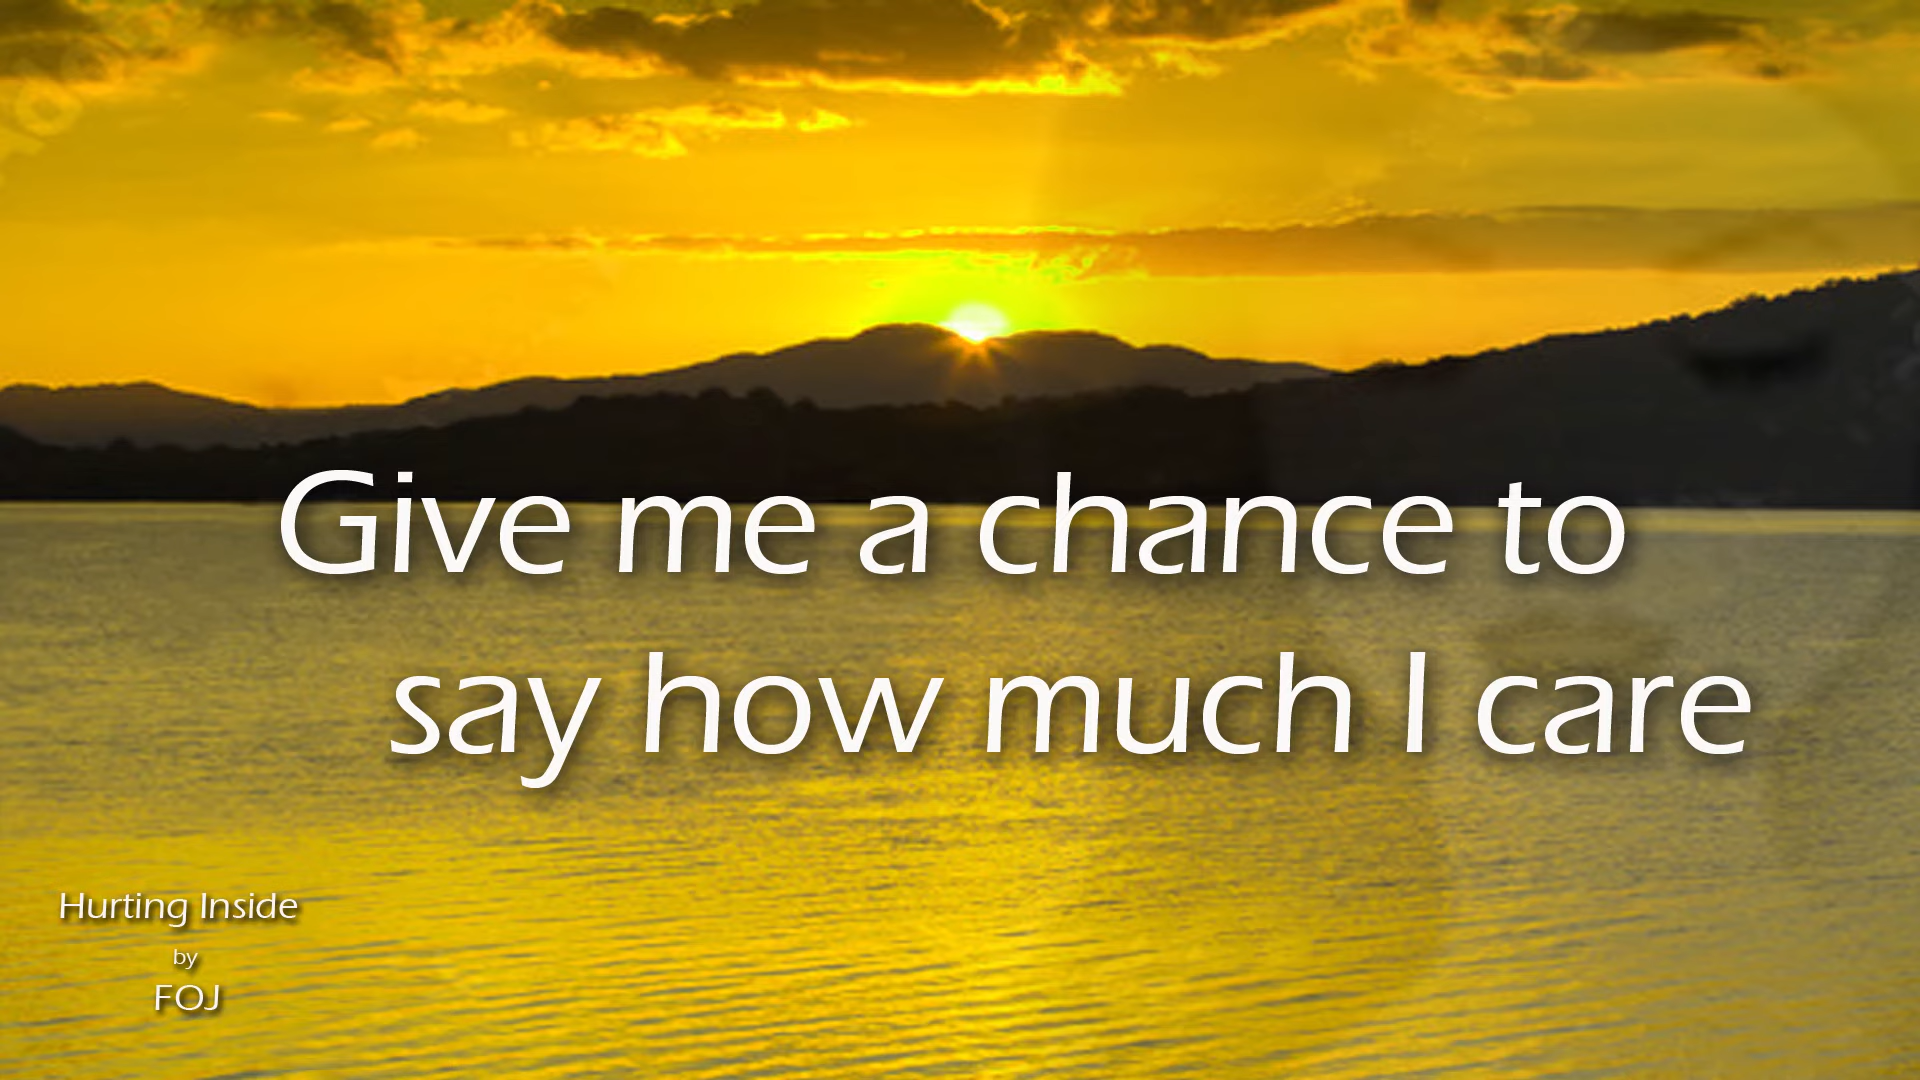 Give me a chance to
say how much I care
Hurting Inside
by
FOJ